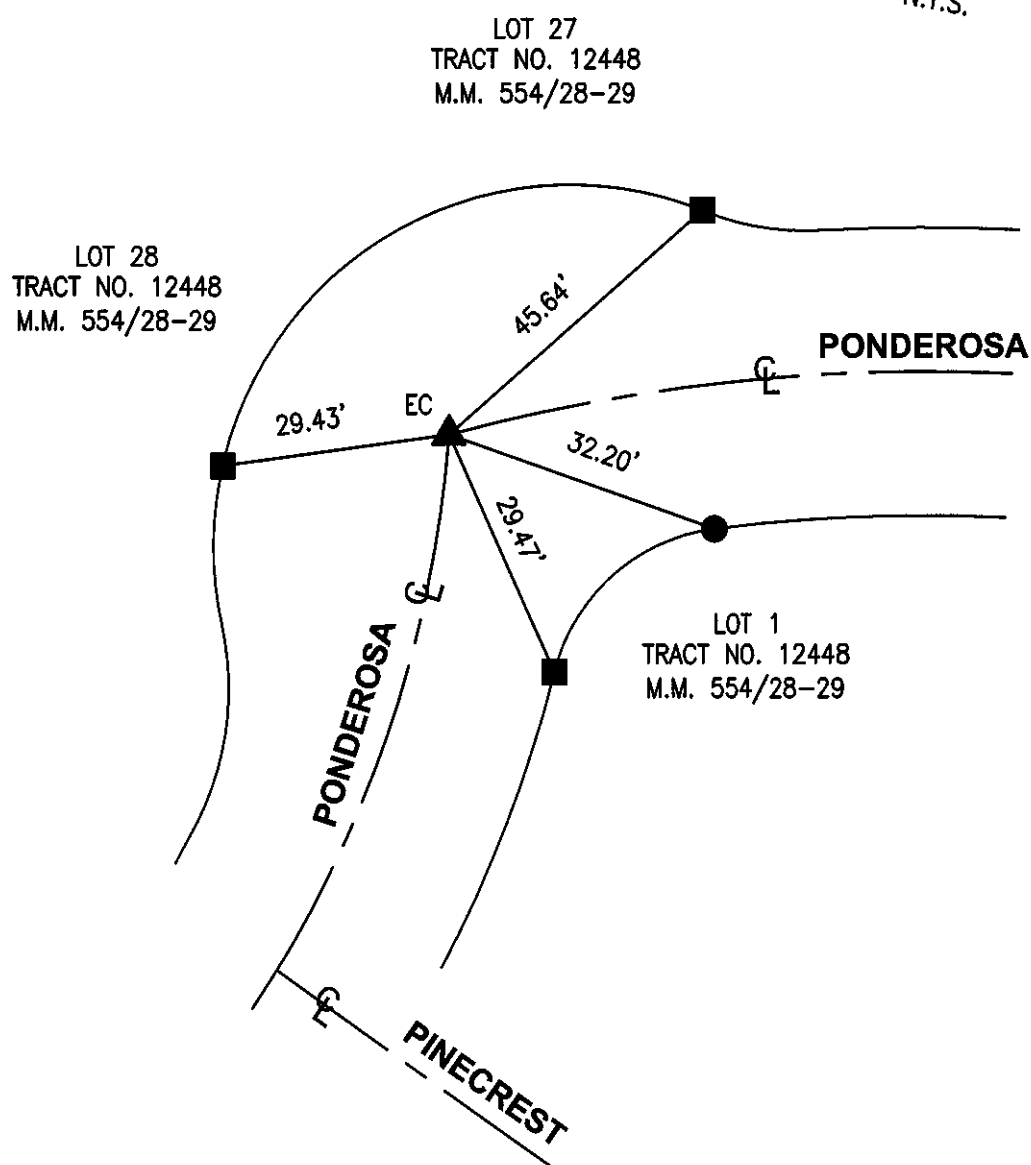 N.T.S.
LOT 27
TRACT NO. 12448
M.M. 554/28-29
LOT 28
TRACT NO. 12448
M.M. 554/28-29
45.64'
PONDEROSA
℄
EC
29.43'
32.20'
29.47'
℄
LOT 1
TRACT NO. 12448
M.M. 554/28-29
PONDEROSA
℄
PINECREST